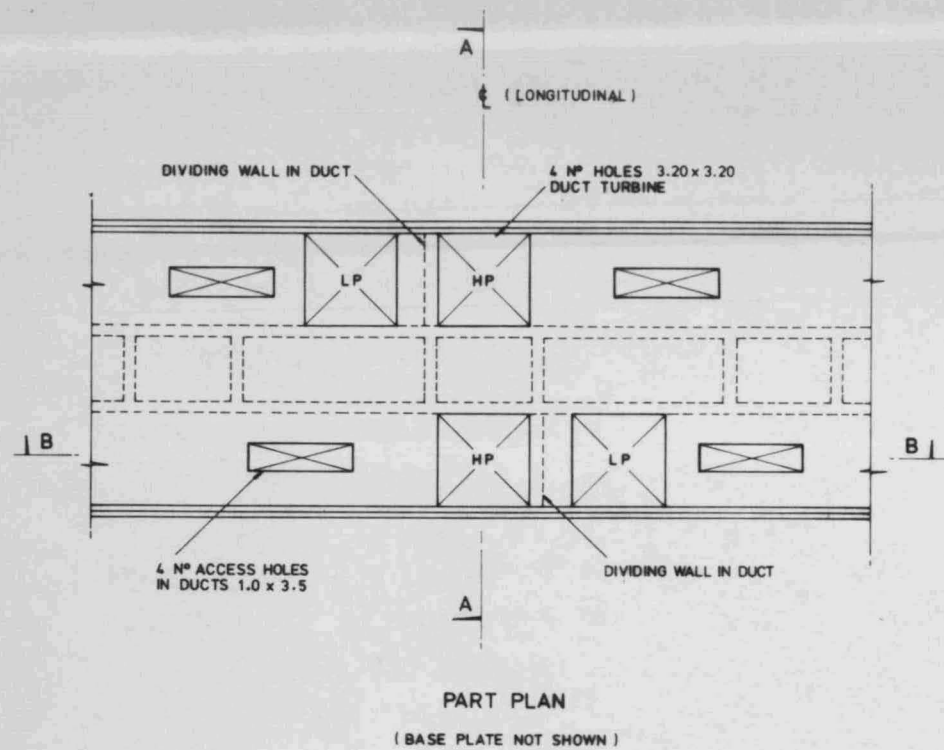 A
℄ ( LONGITUDINAL )
DIVIDING WALL IN DUCT
4 Nº HOLES 3.20 x 3.20
DUCT TURBINE
LP
HP
B
B
HP
LP
4 Nº ACCESS HOLES
IN DUCTS 1.0 x 3.5
DIVIDING WALL IN DUCT
A
PART PLAN
( BASE PLATE NOT SHOWN )